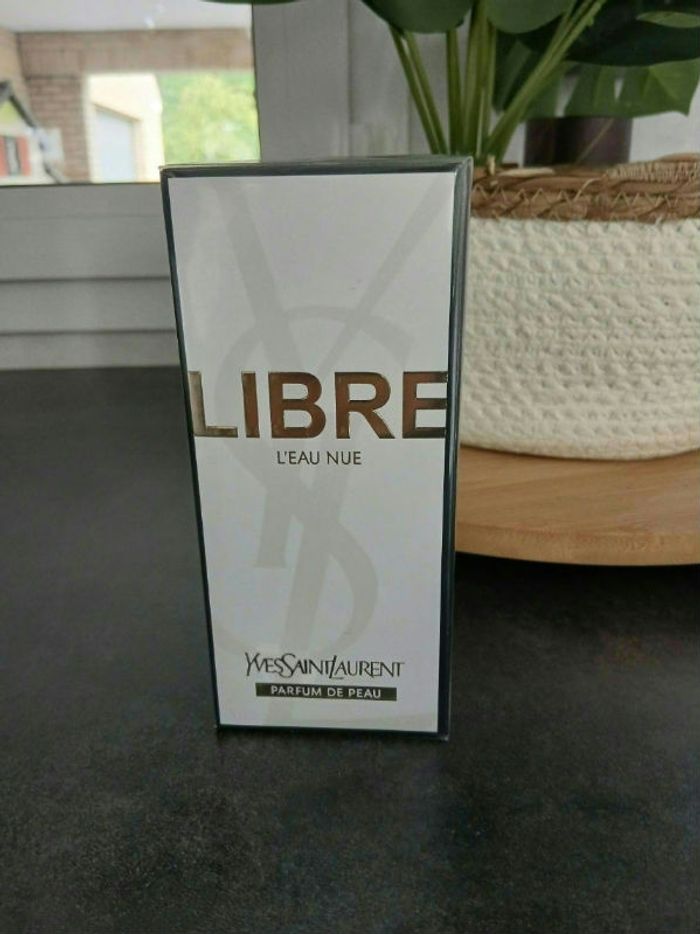 LIBRE
L'EAU NUE
YVESSAINTLAURENT
PARFUM DE PEAU